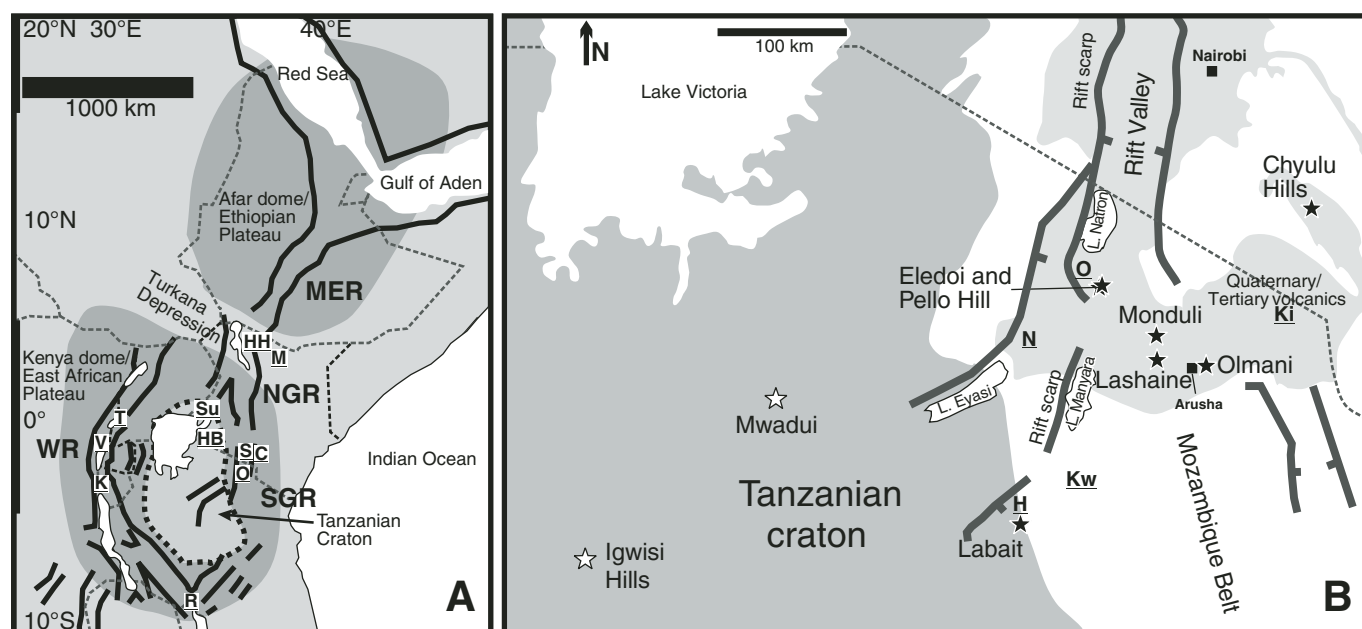 20°N 30°E 40°E
Red Sea
1000 km
Gulf of Aden
Afar dome/
Ethiopian
Plateau
10°N
Turkana
Depression
MER
HH
M
Kenya dome/
East African
Plateau
NGR
Su
T
0°
HB
WR
V
S C
O
K
Indian Ocean
SGR
Tanzanian
Craton
R
10°S
A
N
100 km
Lake Victoria
Rift scarp
Rift Valley
Nairobi
Chyulu
Hills
L. Natron
O
Eledoi and
Pello Hill
Quaternary/
Tertiary volcanics
Ki
Monduli
N
Lashaine
Olmani
Arusha
L. Eyasi
Rift scarp
L. Manyara
Mwadui
Mozambique Belt
Kw
Tanzanian
craton
H
Labait
Igwisi
Hills
B